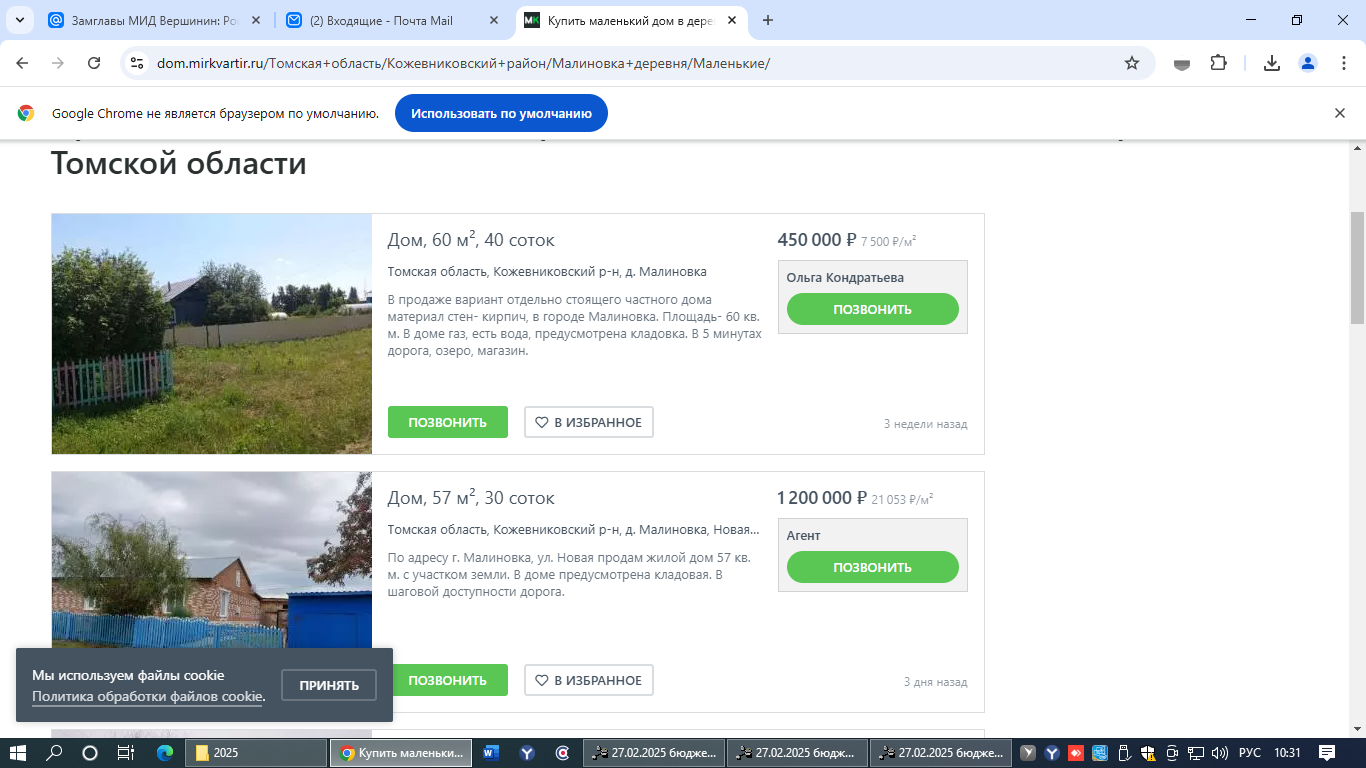 Замглавы МИД Вершинин: Рос
(2) Входящие - Почта Mail
МК
Купить маленький дом в дерев
dom.mirkvartir.ru/Томская+область/Кожевниковский+район/Малиновка+деревня/Маленькие/
Google Chrome не является браузером по умолчанию.
Использовать по умолчанию
Томской области
Дом, 60 м², 40 соток
450 000 ₽ 7 500 ₽/м²
Томская область, Кожевниковский р-н, д. Малиновка
Ольга Кондратьева
ПОЗВОНИТЬ
В продаже вариант отдельно стоящего частного дома
материал стен- кирпич, в городе Малиновка. Площадь- 60 кв.
м. В доме газ, есть вода, предусмотрена кладовка. В 5 минутах
дорога, озеро, магазин.
ПОЗВОНИТЬ
В ИЗБРАННОЕ
3 недели назад
Дом, 57 м², 30 соток
1 200 000 ₽ 21 053 ₽/м²
Томская область, Кожевниковский р-н, д. Малиновка, Новая...
Агент
ПОЗВОНИТЬ
По адресу г. Малиновка, ул. Новая продам жилой дом 57 кв.
м. с участком земли. В доме предусмотрена кладовая. В
шаговой доступности дорога.
ПОЗВОНИТЬ
В ИЗБРАННОЕ
3 дня назад
Мы используем файлы cookie
Политика обработки файлов cookie.
ПРИНЯТЬ
2025
Купить маленьки...
27.02.2025 бюдже...
27.02.2025 бюдж...
27.02.2025 бюдже...
РУС
10:31